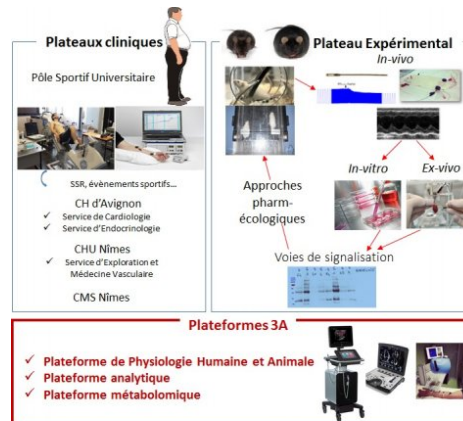 Plateaux cliniques
Pôle Sportif Universitaire
SSR, évènements sportifs...
CH d'Avignon
✓ Service de Cardiologie
✓ Service d'Endocrinologie
CHU Nîmes
✓ Service d'Exploration et
Médecine Vasculaire
CMS Nîmes
Plateau Expérimental
In-vivo
In-vitro
Ex-vivo
Approches
pharm-
écologiques
Voies de signalisation
Plateformes 3A
✓ Plateforme de Physiologie Humaine et Animale
✓ Plateforme analytique
✓ Plateforme métabolomique